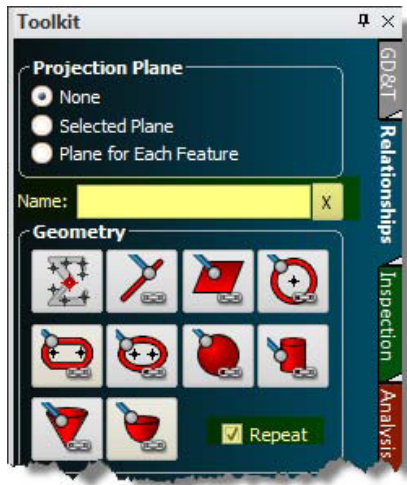 Toolkit
Projection Plane
None
Selected Plane
Plane for Each Feature
Name:
X
Geometry
Repeat
GD&T
Relationships
Inspection
Analysis